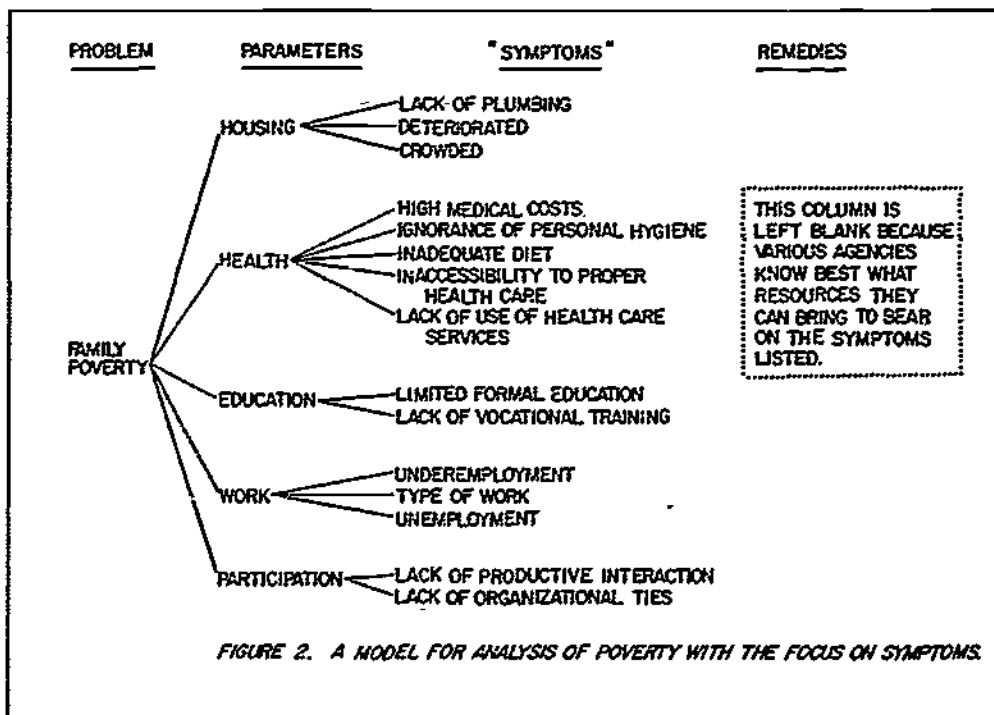 PROBLEM PARAMETERS "SYMPTOMS" REMEDIES
HOUSING
LACK OF PLUMBING
DETERIORATED
CROWDED
HEALTH
HIGH MEDICAL COSTS
IGNORANCE OF PERSONAL HYGIENE
INADEQUATE DIET
INACCESSIBILITY TO PROPER
HEALTH CARE
LACK OF USE OF HEALTH CARE
SERVICES
THIS COLUMN IS
LEFT BLANK BECAUSE
VARIOUS AGENCIES
KNOW BEST WHAT
RESOURCES THEY
CAN BRING TO BEAR
ON THE SYMPTOMS
LISTED.
FAMILY
POVERTY
EDUCATION
LIMITED FORMAL EDUCATION
LACK OF VOCATIONAL TRAINING
WORK
UNDEREMPLOYMENT
TYPE OF WORK
UNEMPLOYMENT
PARTICIPATION
LACK OF PRODUCTIVE INTERACTION
LACK OF ORGANIZATIONAL TIES
FIGURE 2. A MODEL FOR ANALYSIS OF POVERTY WITH THE FOCUS ON SYMPTOMS.